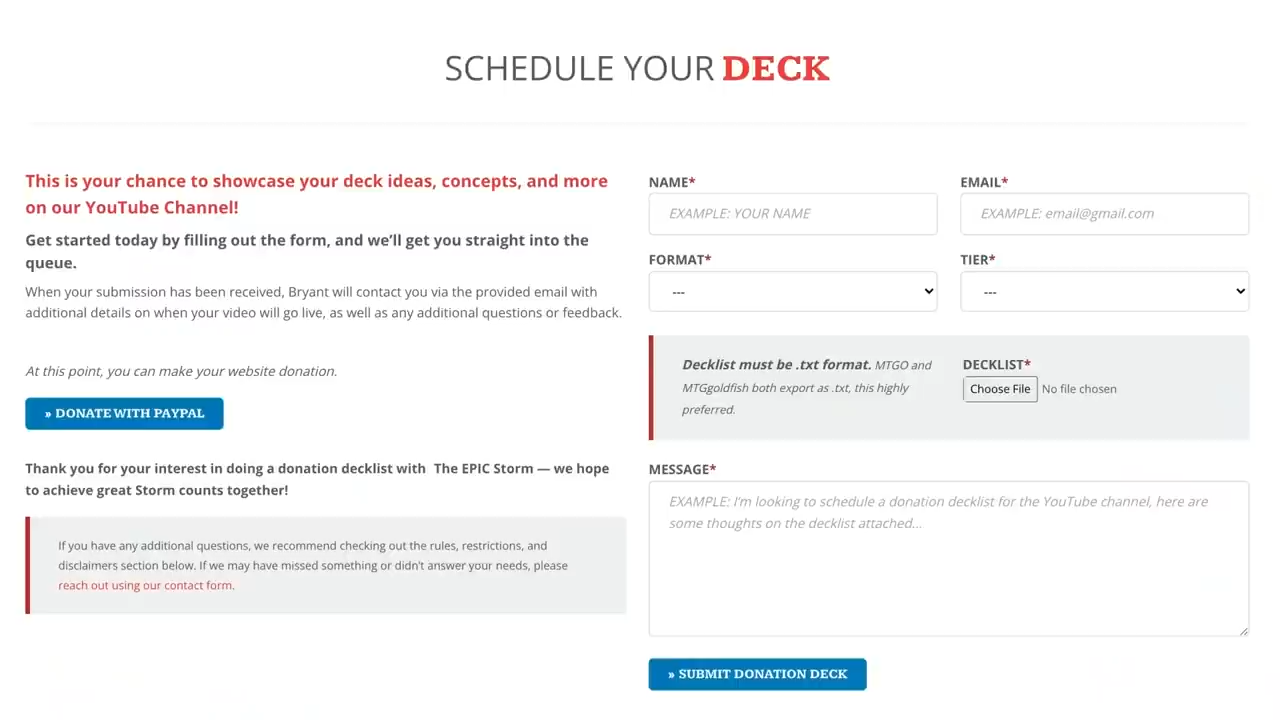 SCHEDULE YOUR DECK
This is your chance to showcase your deck ideas, concepts, and more
on our YouTube Channel!
Get started today by filling out the form, and we'll get you straight into the
queue.
When your submission has been received, Bryant will contact you via the provided email with
additional details on when your video will go live, as well as any additional questions or feedback.
At this point, you can make your website donation.
» DONATE WITH PAYPAL
Thank you for your interest in doing a donation decklist with The EPIC Storm — we hope
to achieve great Storm counts together!
If you have any additional questions, we recommend checking out the rules, restrictions, and
disclaimers section below. If we may have missed something or didn't answer your needs, please
reach out using our contact form.
NAME*
EXAMPLE: YOUR NAME
EMAIL*
EXAMPLE: email@gmail.com
FORMAT*
---
TIER*
---
Decklist must be .txt format. MTGO and
MTGgoldfish both export as .txt, this highly
preferred.
DECKLIST*
Choose File No file chosen
MESSAGE*
EXAMPLE: I'm looking to schedule a donation decklist for the YouTube channel, here are
some thoughts on the decklist attached...
» SUBMIT DONATION DECK